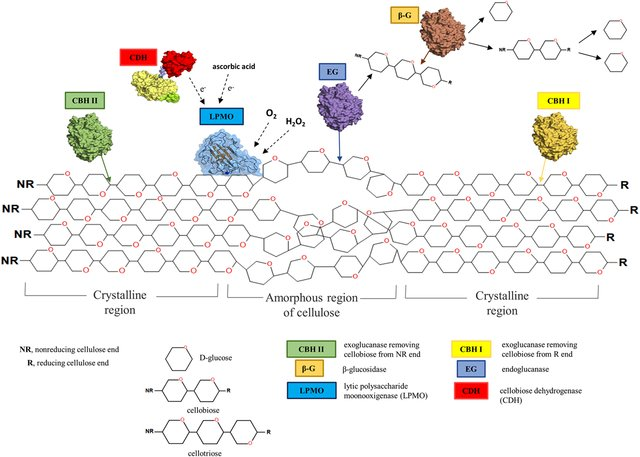 β-G
CDH
ascorbic acid
NR
R
NR
R
EG
e-
e-
CBH II
LPMO
O2
H2O2
CBH I
NR
R
NR
R
NR
R
NR
R
Crystalline
region
Amorphous region
of cellulose
Crystalline
region
NR, nonreducing cellulose end
R, reducing cellulose end
D-glucose
NR
R
cellobiose
NR
R
cellotriose
CBH II
exoglucanase removing
cellobiose from NR end
β-G
β-glucosidase
LPMO
lytic polysaccharide
monooxigenase (LPMO)
CBH I
exoglucanase removing
cellobiose from R end
EG
endoglucanase
CDH
cellobiose dehydrogenase
(CDH)